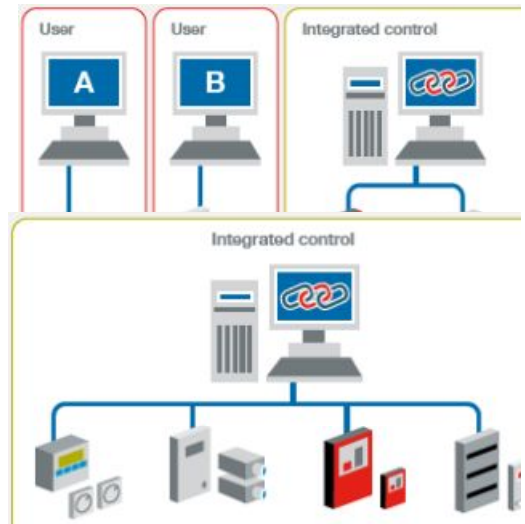 User
User
Integrated control
A
B
Integrated control